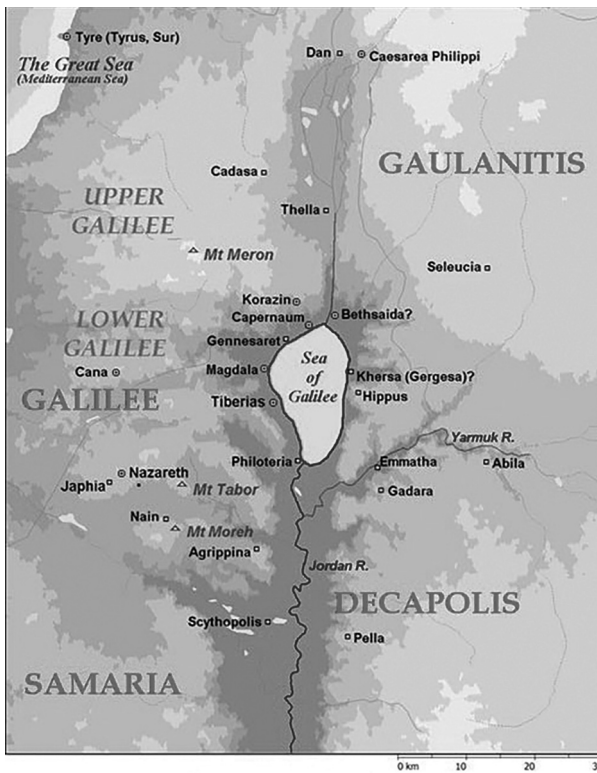 Tyre (Tyrus, Sur)
The Great Sea
(Mediterranean Sea)
Dan
Caesarea Philippi
GAULANITIS
Cadasa
UPPER
GALILEE
Thella
Mt Meron
Seleucia
Korazin
Capernaum
Bethsaida?
LOWER
GALILEE
Gennesaret
Sea
of
Galilee
Cana
Magdala
Khersa (Gergesa)?
GALILEE
Tiberias
Hippus
Yarmuk R.
Philoteria
Emmatha
Abila
Nazareth
Japhia
Mt Tabor
Gadara
Nain
Mt Moreh
Agrippina
Jordan R.
DECAPOLIS
Scythopolis
Pella
SAMARIA
0 km 10 20 3